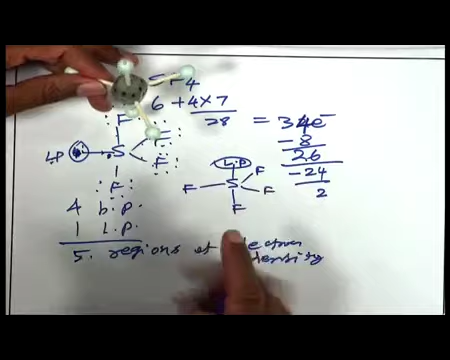 SF4
6 + 4×7 = 34e-
28
-8
26
-24
2
F
LP S F
F
F
L.P
F S F
F
F
4 b.p.
1 L.P.
5. regions of electron
density